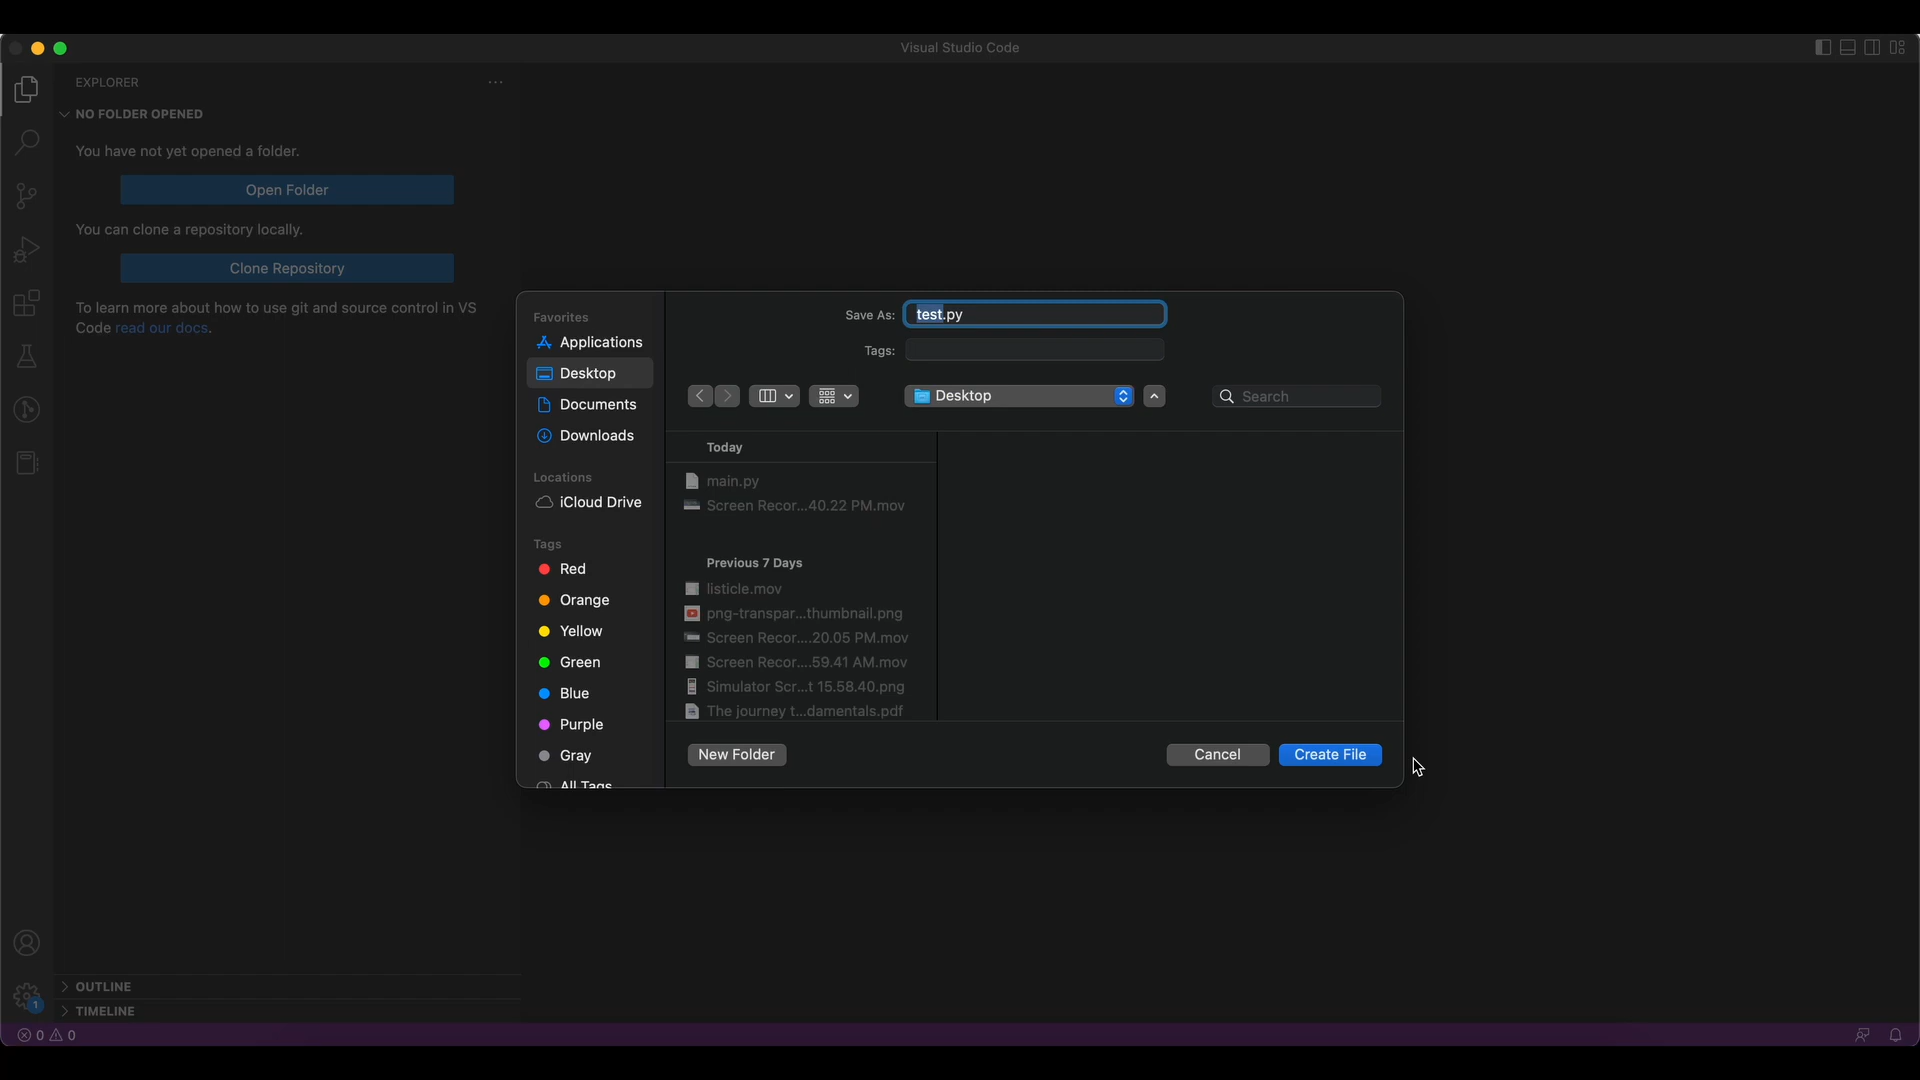 Visual Studio Code
EXPLORER
NO FOLDER OPENED
You have not yet opened a folder.
Open Folder
You can clone a repository locally.
Clone Repository
To learn more about how to use git and source control in VS
Code read our docs.
OUTLINE
TIMELINE
1
0 0
Favorites
Applications
Desktop
Documents
Downloads
Locations
iCloud Drive
Tags
Red
Orange
Yellow
Green
Blue
Purple
Gray
All Tags
Save As: test.py
Tags:
Desktop
Search
Today
main.py
Screen Recor...40.22 PM.mov
Previous 7 Days
listicle.mov
png-transpar...thumbnail.png
Screen Recor....20.05 PM.mov
Screen Recor....59.41 AM.mov
Simulator Scr...t 15.58.40.png
The journey t...damentals.pdf
New Folder
Cancel
Create File